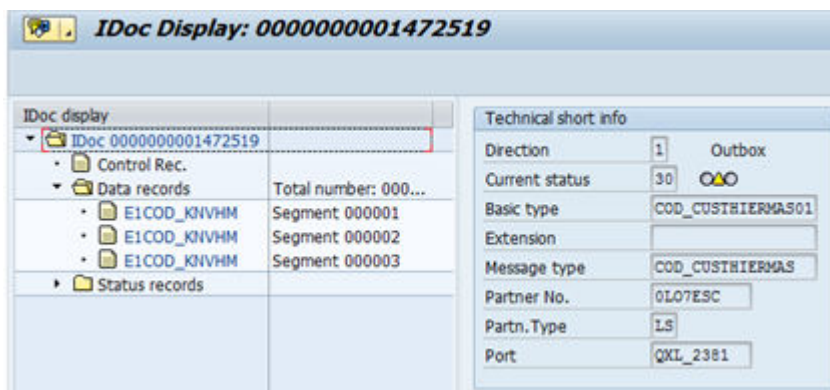 IDoc Display: 0000000001472519
IDoc display
IDoc 0000000001472519
Control Rec.
Data records Total number: 000...
E1COD_KNVHM Segment 000001
E1COD_KNVHM Segment 000002
E1COD_KNVHM Segment 000003
Status records
Technical short info
Direction 1 Outbox
Current status 30
Basic type COD_CUSTHIERMAS01
Extension
Message type COD_CUSTHIERMAS
Partner No. 0LO7ESC
Partn.Type LS
Port QXL_2381